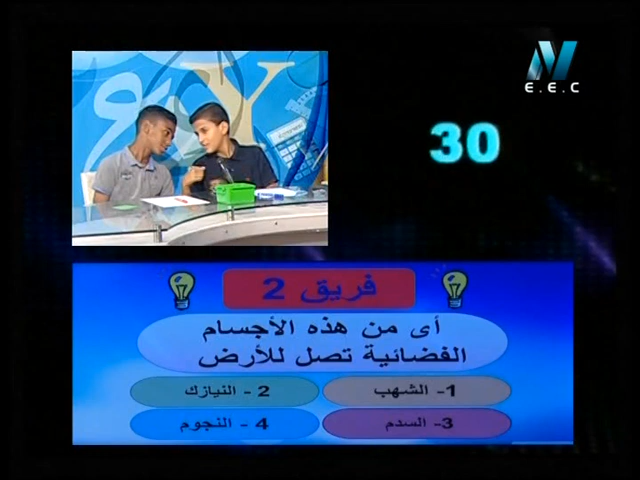 E.E.C
30
فريق 2
أى من هذه الأجسام
الفضائية تصل للأرض
1- الشهب
2 - النيازك
3- السدم
4 - النجوم